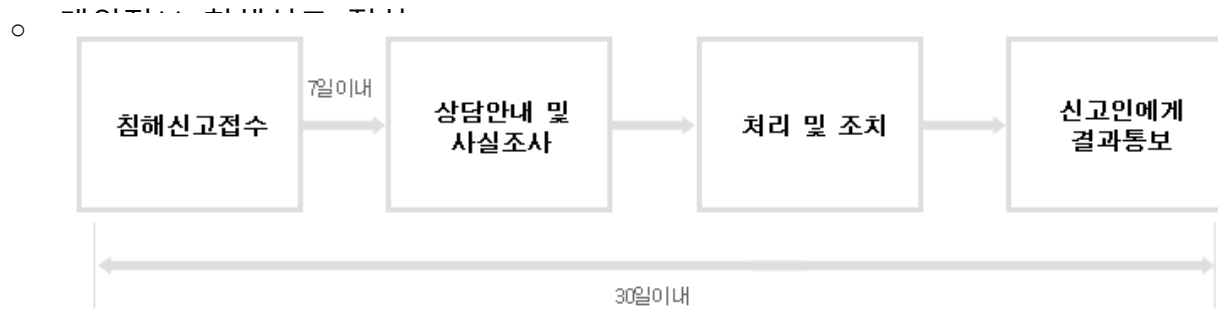 침해신고접수
7일이내
상담안내 및
사실조사
처리 및 조치
신고인에게
결과통보
30일이내